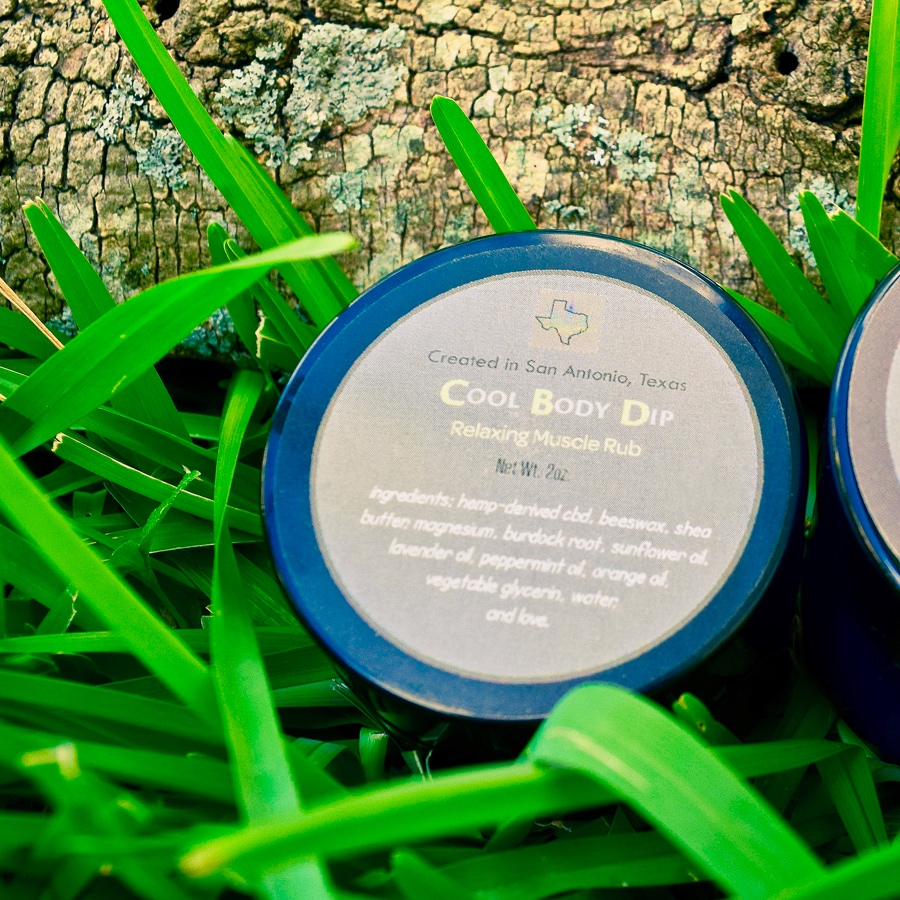 Created in San Antonio, Texas
Cool Body Dip
Relaxing Muscle Rub
Net Wt. 2oz.
ingredients: hemp-derived cbd, beeswax, shea
butter, magnesium, burdock root, sunflower oil,
lavender oil, peppermint oil, orange oil,
vegetable glycerin, water,
and love.